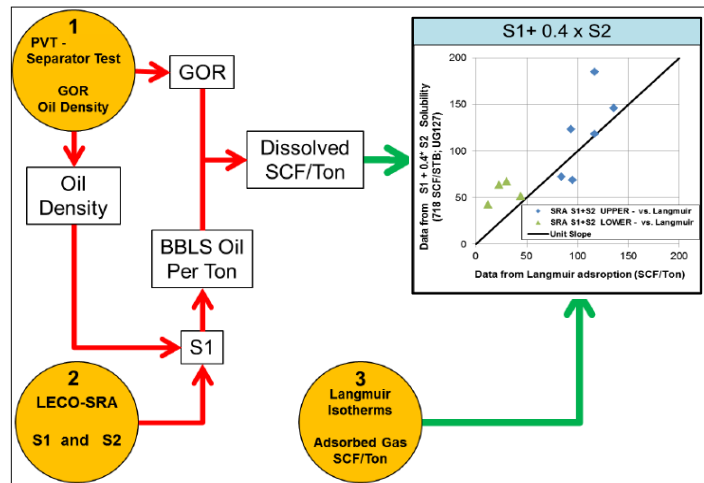 1
PVT -
Separator Test
GOR
Oil Density
GOR
Oil
Density
Dissolved
SCF/Ton
BBLS Oil
Per Ton
S1
2
LECO-SRA
S1 and S2
3
Langmuir
Isotherms
Adsorbed Gas
SCF/Ton
S1+ 0.4 x S2
Data from S1 + 0.4* S2 Solubility
(718 SCF/STB; UG127)
200
150
100
50
0
SRA S1+S2 UPPER - vs. Langmuir
SRA S1+S2 LOWER - vs. Langmuir
Unit Slope
0 50 100 150 200
Data from Langmuir adsroption (SCF/Ton)